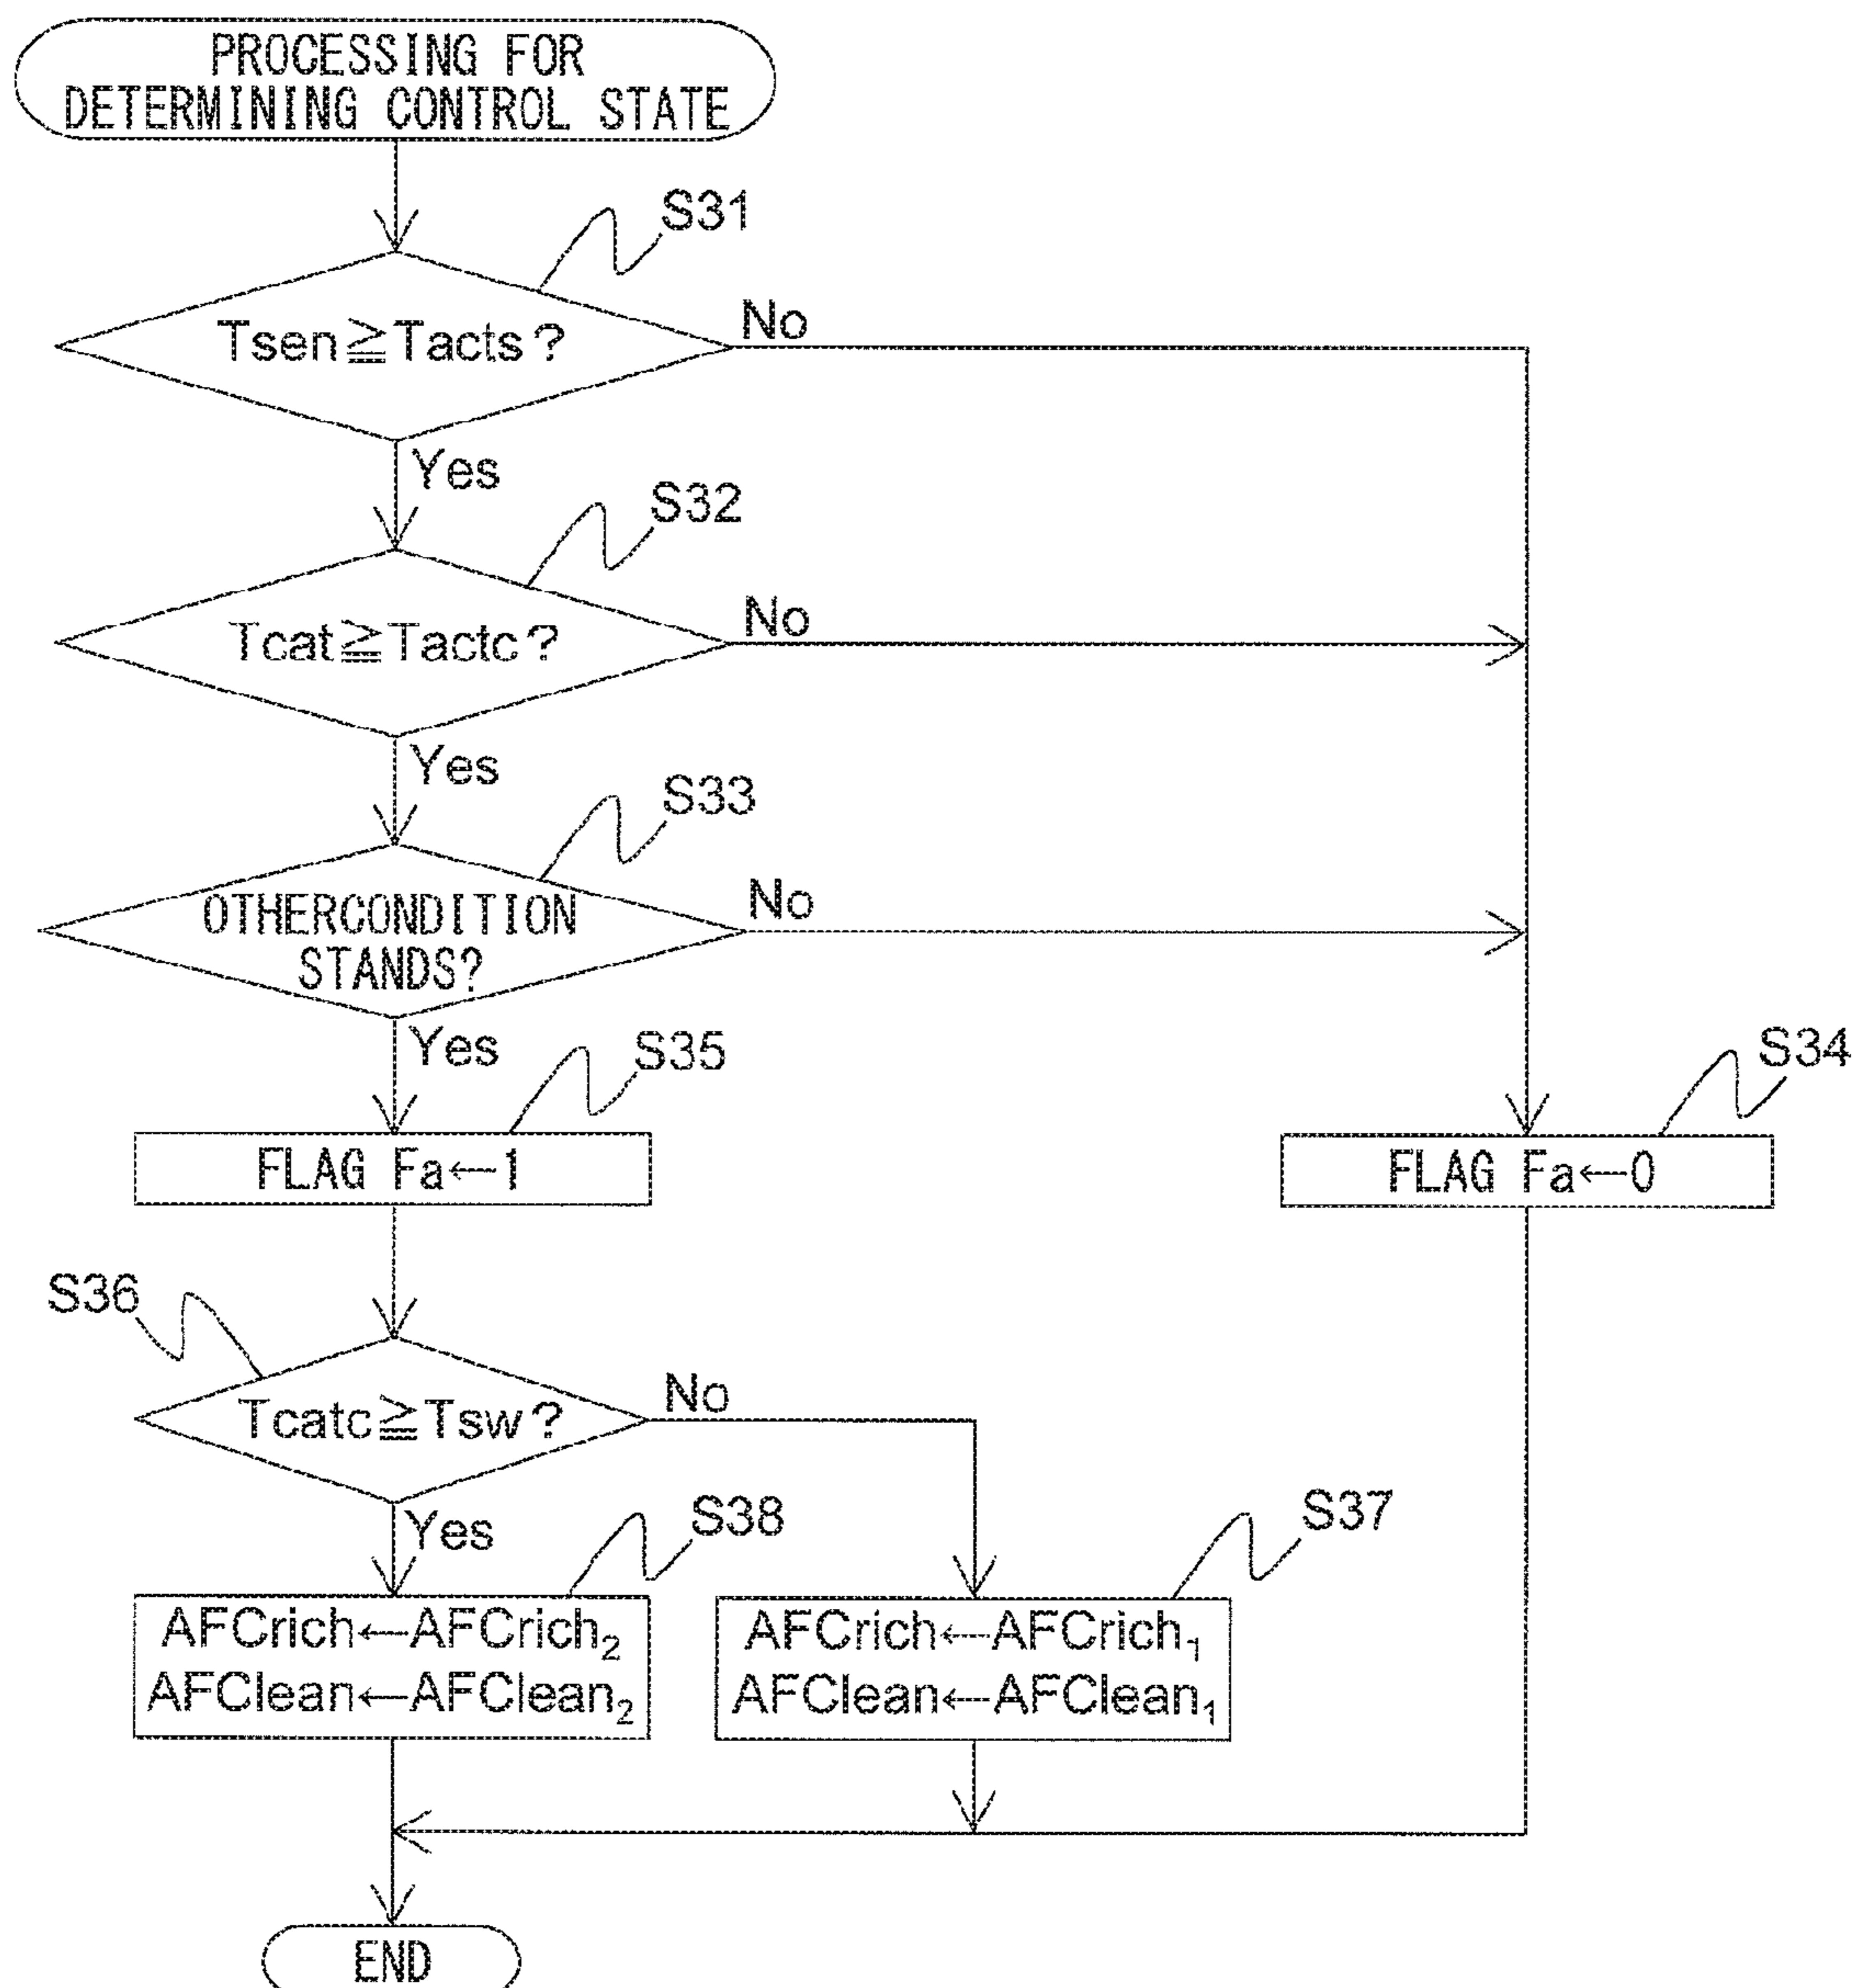 PROCESSING FOR
DETERMINING CONTROL STATE
S31
Tsen≧Tacts?
No
Yes
S32
Tcat≧Tactc?
No
Yes
S33
OTHERCONDITION
STANDS?
No
Yes
S35
S34
FLAG Fa←1
FLAG Fa←0
S36
Tcatc≧Tsw?
No
Yes
S38
S37
AFCrich←AFCrich₂
AFClean←AFClean₂
AFCrich←AFCrich₁
AFClean←AFClean₁
END